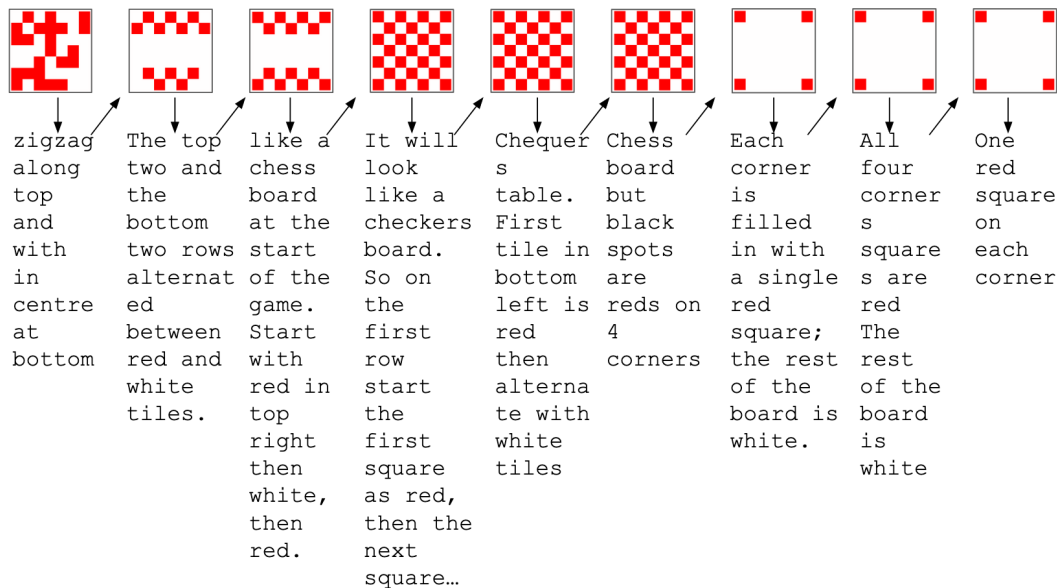 zigzag
along
top
and
with
in
centre
at
bottom
The top
two and
the
bottom
two rows
alternat
ed
between
red and
white
tiles.
like a
chess
board
at the
start
of the
game.
Start
with
red in
top
right
then
white,
then
red.
It will
look
like a
checkers
board.
So on
the
first
row
start
the
first
square
as red,
then the
next
square…
Chequer
s
table.
First
tile in
bottom
left is
red
then
alterna
te with
white
tiles
Chess
board
but
black
spots
are
reds on
4
corners
Each
corner
is
filled
in with
a single
red
square;
the rest
of the
board is
white.
All
four
corner
s
square
s are
red
The
rest
of the
board
is
white
One
red
square
on
each
corner